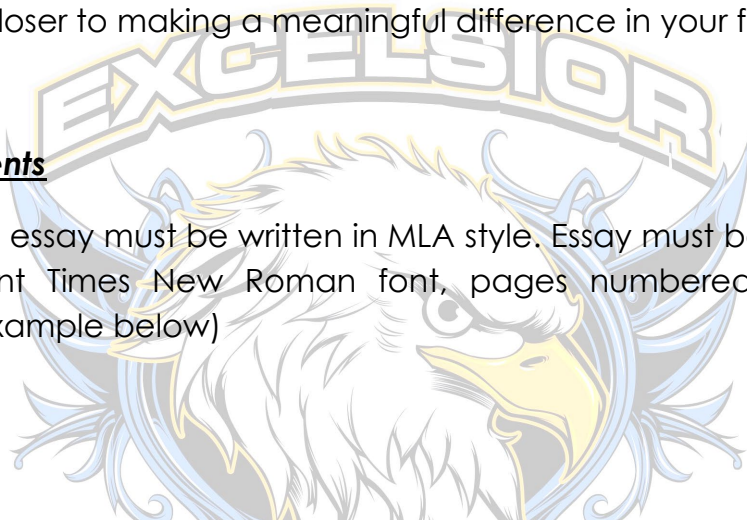 loser to making a meaningful difference in your f
EXCELSIOR
ents
essay must be written in MLA style. Essay must b
nt Times New Roman font, pages numbered
xample below)